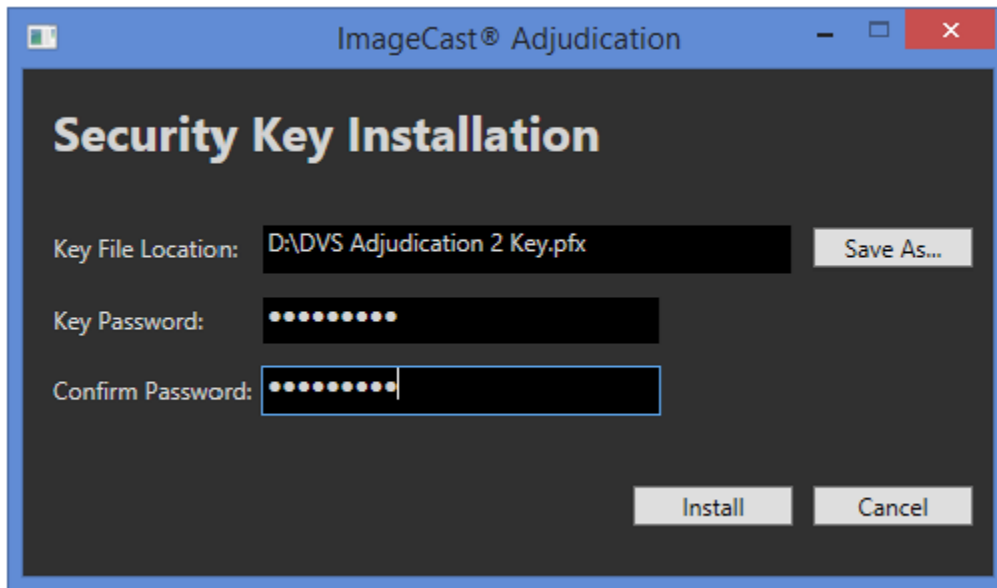 ImageCast® Adjudication
Security Key Installation
Key File Location: D:\DVS Adjudication 2 Key.pfx Save As...
Key Password: ●●●●●●●●●
Confirm Password: ●●●●●●●●●
Install Cancel